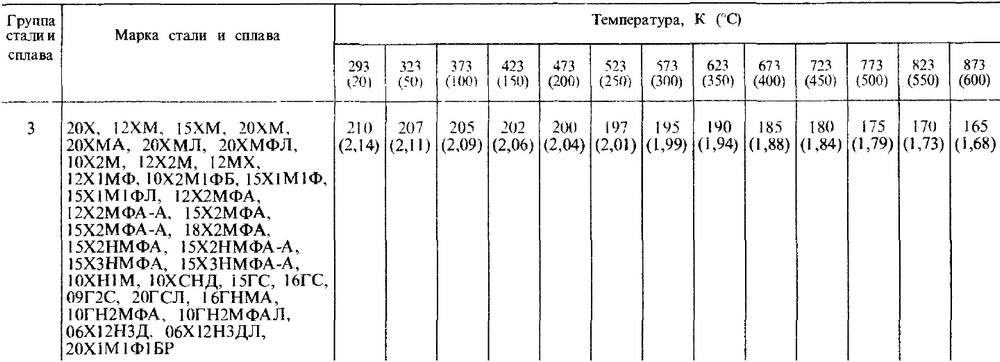 Группа стали и сплава
Марка стали и сплава
Температура, К (°С)
293 (20)
323 (50)
373 (100)
423 (150)
473 (200)
523 (250)
573 (300)
623 (350)
673 (400)
723 (450)
773 (500)
823 (550)
873 (600)
3
20Х, 12ХМ, 15ХМ, 20ХМ,
20ХМА, 20ХМЛ, 20ХМФЛ,
10Х2М, 12Х2М, 12МХ,
12Х1МФ, 10Х2М1ФБ, 15Х1М1Ф,
15Х1М1ФЛ, 12Х2МФА,
12Х2МФА-А, 15Х2МФА,
15Х2МФА-А, 18Х2МФА,
15Х2НМФА, 15Х2НМФА-А,
15Х3НМФА, 15Х3НМФА-А,
10ХН1М, 10ХСНД, 15ГС, 16ГС,
09Г2С, 20ГСЛ, 16ГНМА,
10ГН2МФА, 10ГН2МФАЛ,
06Х12Н3Д, 06Х12Н3ДЛ,
20Х1М1Ф1БР
210 (2,14)
207 (2,11)
205 (2,09)
202 (2,06)
200 (2,04)
197 (2,01)
195 (1,99)
190 (1,94)
185 (1,88)
180 (1,84)
175 (1,79)
170 (1,73)
165 (1,68)